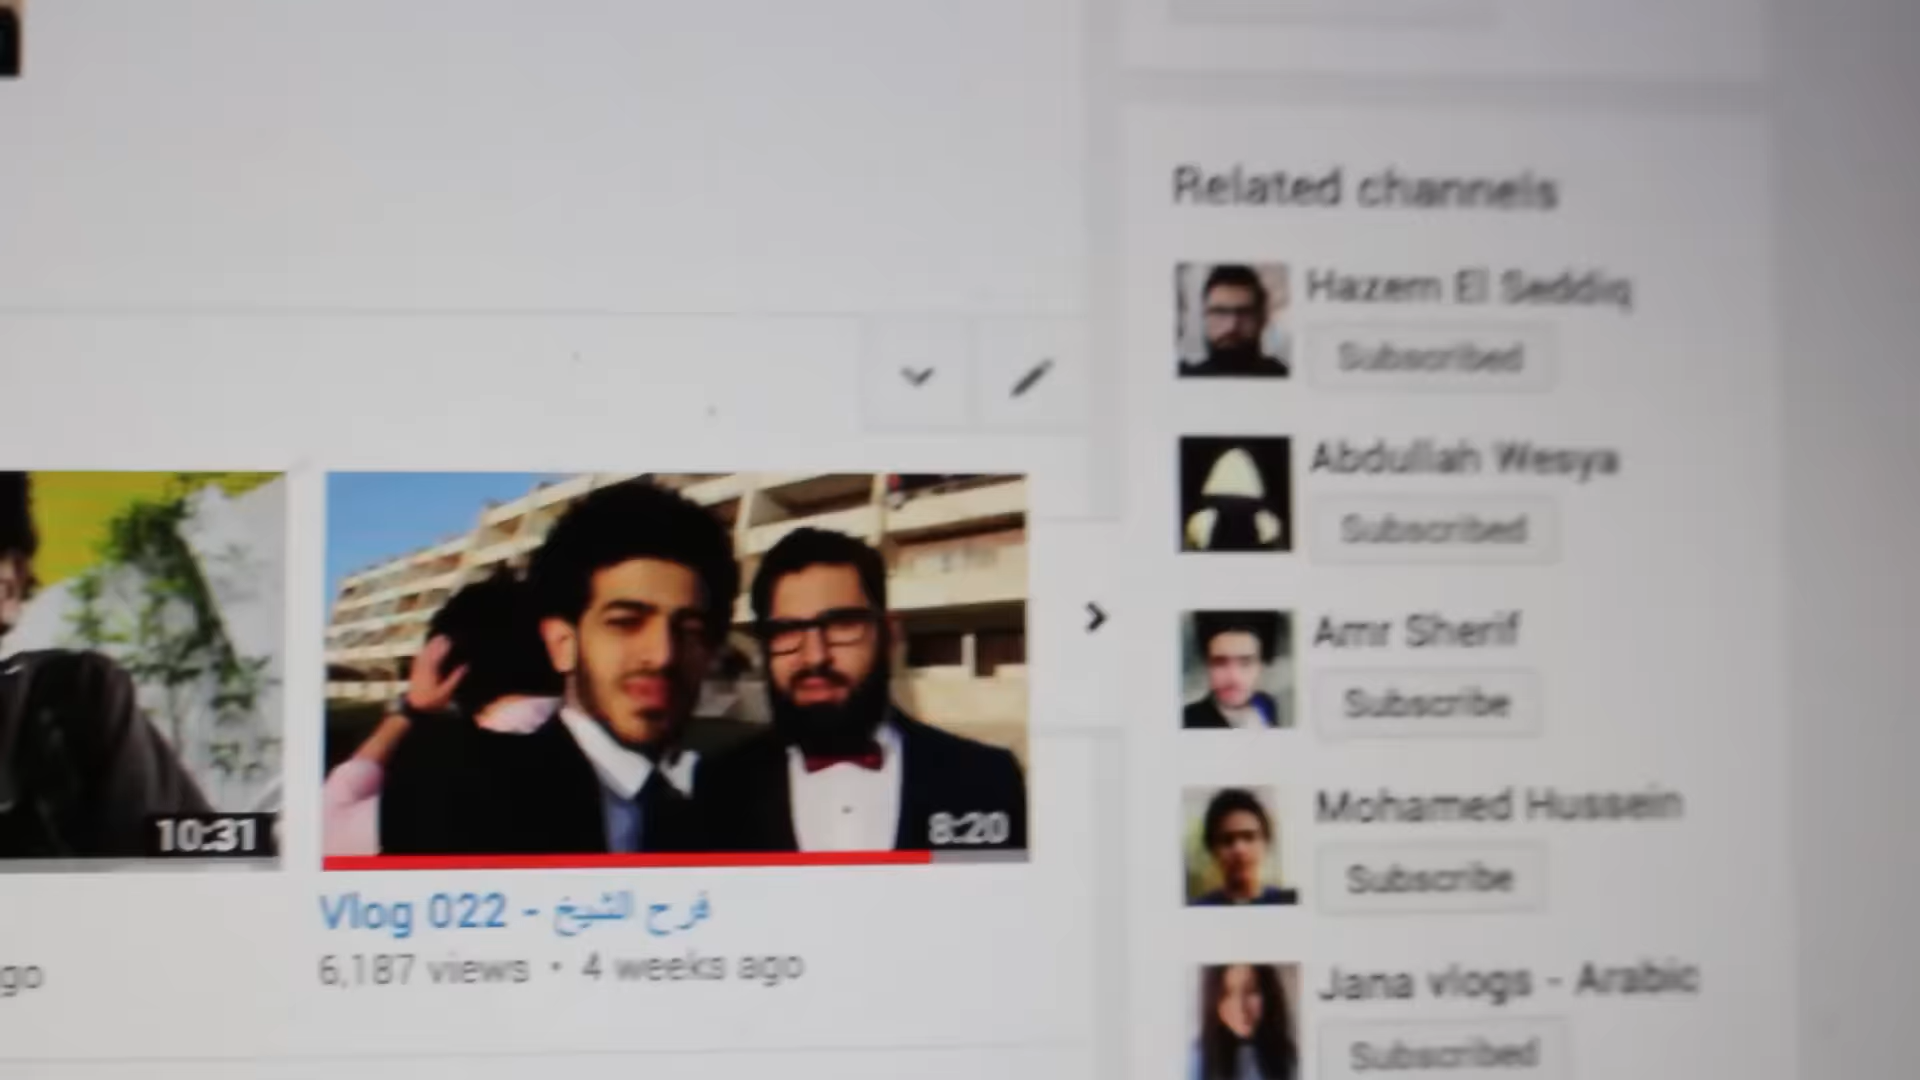 10:31
8:20
Vlog 022 - فرح الشيخ
6,187 views • 4 weeks ago
go
Related channels
Hazem El Seddiq
Subscribed
Abdullah Wesya
Subscribed
Amr Sherif
Subscribe
Mohamed Hussein
Subscribe
Jana vlogs - Arabic
Subscribed